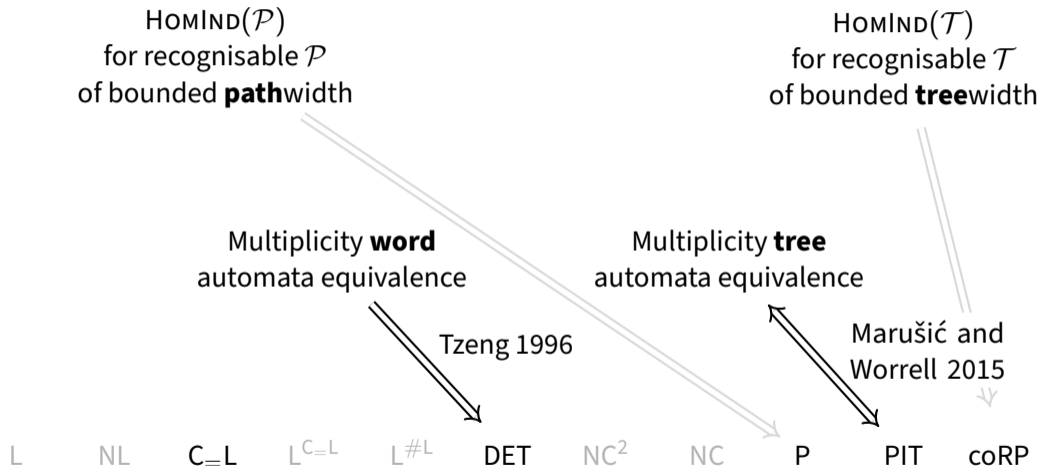 HOMIND(𝒫)
for recognisable 𝒫
of bounded pathwidth
HOMIND(𝒯)
for recognisable 𝒯
of bounded treewidth
Multiplicity word
automata equivalence
Multiplicity tree
automata equivalence
Tzeng 1996
Marušić and
Worrell 2015
L NL C₌L L^{C₌L} L^{#L} DET NC² NC P PIT coRP